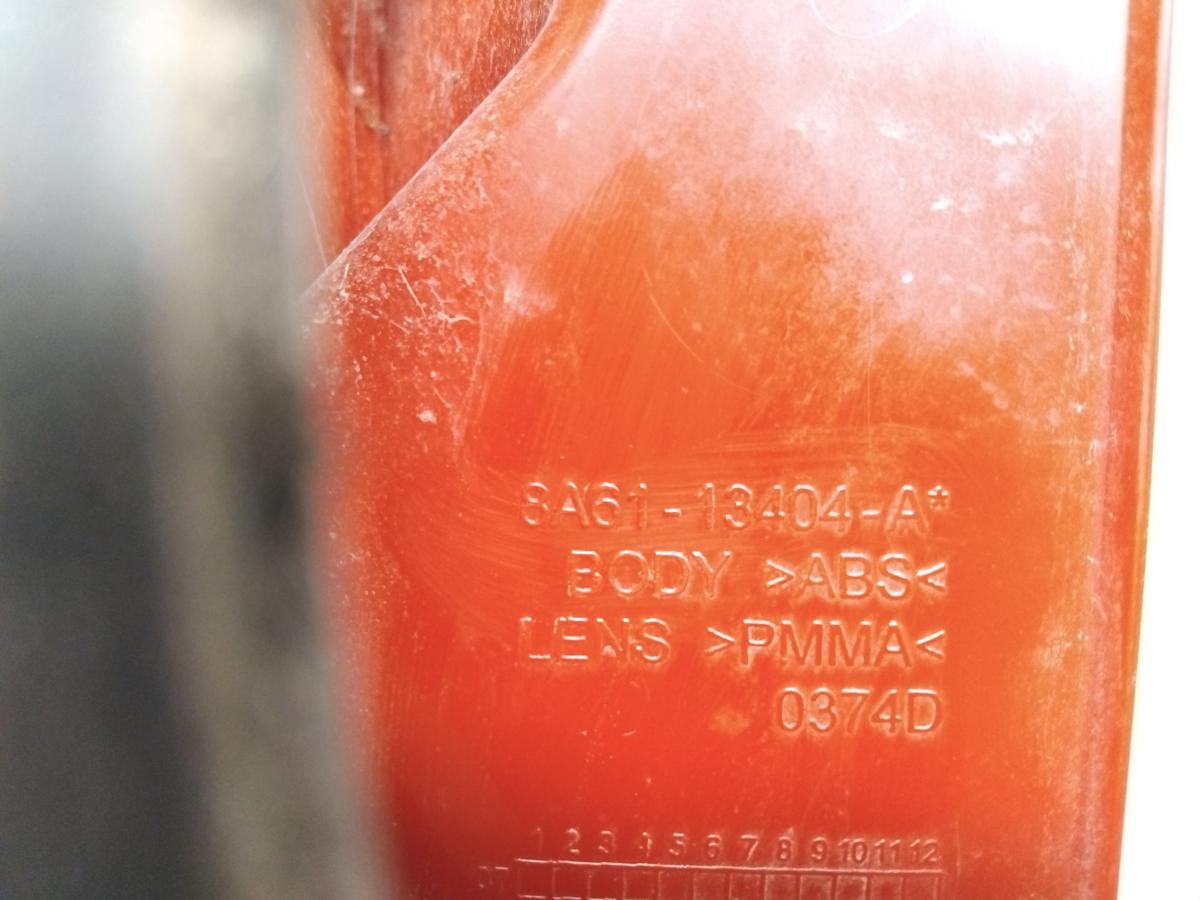 8A61-13404-A*
BODY >ABS<
LENS >PMMA<
0374D
1 2 3 4 5 6 7 8 9 10 11 12